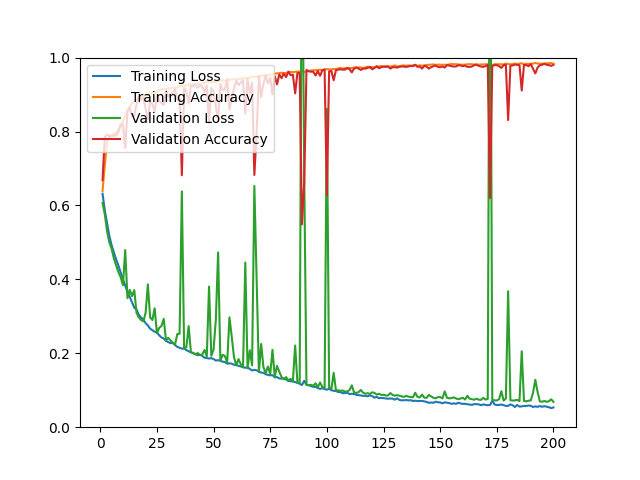 1.0
0.8
0.6
0.4
0.2
0.0
Training Loss
Training Accuracy
Validation Loss
Validation Accuracy
0 25 50 75 100 125 150 175 200